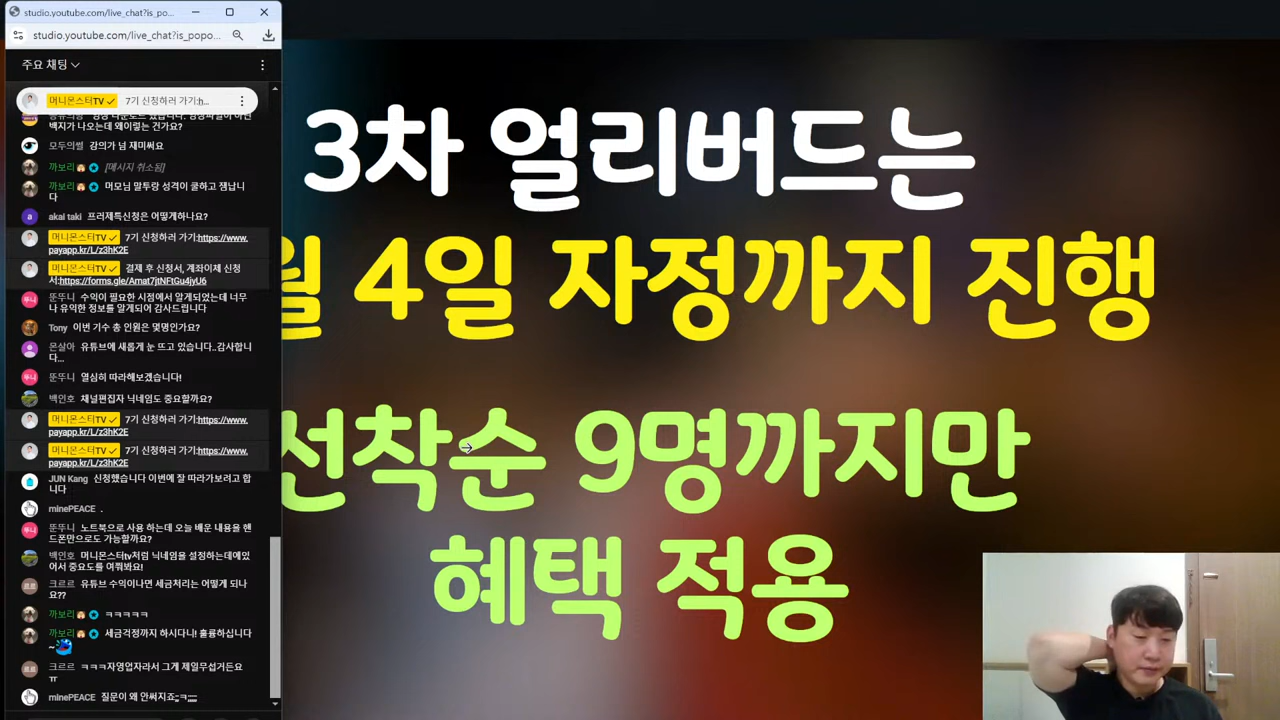 studio.youtube.com/live_chat?is_po...
studio.youtube.com/live_chat?is_popo...
주요 채팅
머니몬스터TV 7기 신청하러 가기:h...
백지가 나오는데 왜이렇는 건가요?
모두의썰 강의가 넘 재미써요
까보리 [메시지 취소됨]
까보리 머모님 말투랑 성격이 쿨하고 잼납니
다
akai taki 프러제특신청은 어떻게하나요?
머니몬스터TV 7기 신청하러 가기:https://www.
payapp.kr/L/z3hK2E
머니몬스터TV 결제 후 신청서, 계좌이체 신청
서:https://forms.gle/Amat7jtNFtGu4jyU6
뚠뚜니 수익이 필요한 시점에서 알게되었는데 너무
나 유익한 정보를 알게되어 감사드립니다
Tony 이번 기수 총 인원은 몇명인가요?
몬살아 유튜브에 새롭게 눈 뜨고 있습니다..감사합니
다...
뚠뚜니 열심히 따라해보겠습니다!
백인호 채널편집자 닉네임도 중요할까요?
머니몬스터TV 7기 신청하러 가기:https://www.
payapp.kr/L/z3hK2E
머니몬스터TV 7기 신청하러 가기:https://www.
payapp.kr/L/z3hK2E
JUN Kang 신청했습니다 이번에 잘 따라가보려고 합
니다
minePEACE .
뚠뚜니 노트북으로 사용 하는데 오늘 배운 내용을 핸
드폰만으로도 가능할까요?
백인호 머니몬스터tv처럼 닉네임을 설정하는데에있
어서 중요도를 여쭤봐요!
크르르 유튜브 수익이나면 세금처리는 어떻게 되나
요??
까보리 ㅋㅋㅋㅋㅋ
까보리 세금걱정까지 하시다니! 훌륭하십니다
~
크르르 ㅋㅋㅋ자영업자라서 그게 제일무섭거든요
ㅠ
minePEACE 질문이 왜 안써지죠;;ㅋ;;;;
3차 얼리버드는
월 4일 자정까지 진행
선착순 9명까지만
혜택 적용